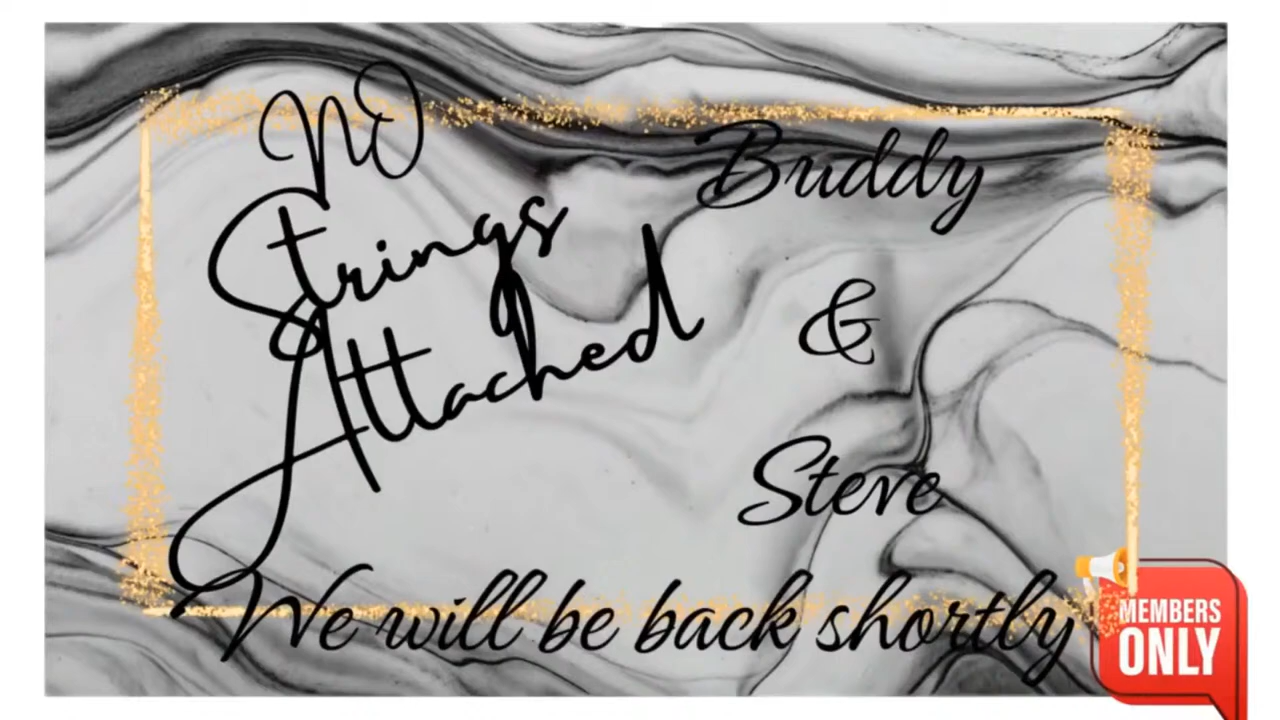 NO
Strings
Attached
Buddy
&
Steve
We will be back shortly
MEMBERS
ONLY